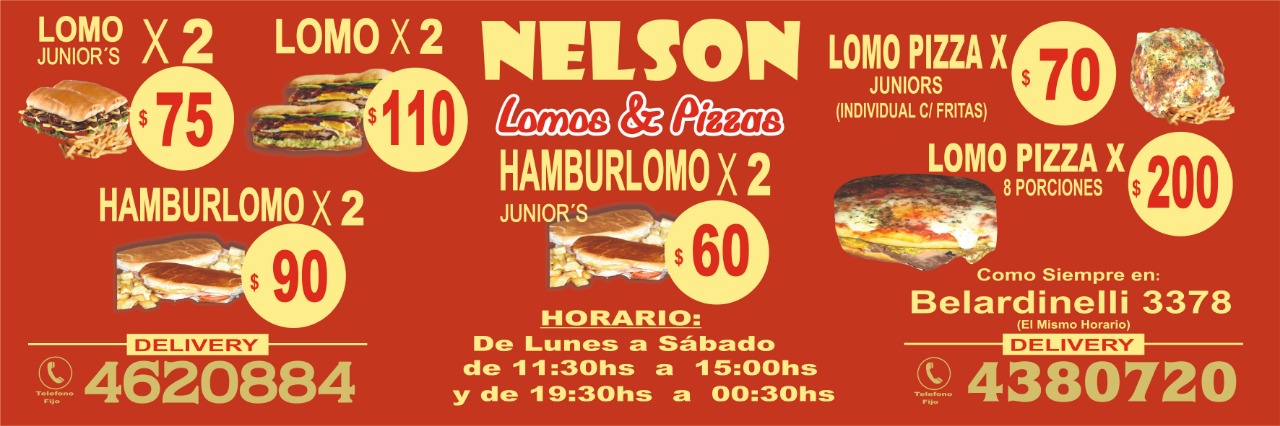 LOMO X 2
JUNIOR´S
$ 75
LOMO X 2
$ 110
HAMBURLOMO X 2
$ 90
DELIVERY
Telefono
Fijo
4620884
NELSON
Lomos & Pizzas
HAMBURLOMO X 2
JUNIOR´S
$ 60
HORARIO:
De Lunes a Sábado
de 11:30hs a 15:00hs
y de 19:30hs a 00:30hs
LOMO PIZZA X
JUNIORS
(INDIVIDUAL C/ FRITAS)
$ 70
LOMO PIZZA X
8 PORCIONES
$ 200
Como Siempre en:
Belardinelli 3378
(El Mismo Horario)
DELIVERY
Telefono
Fijo
4380720